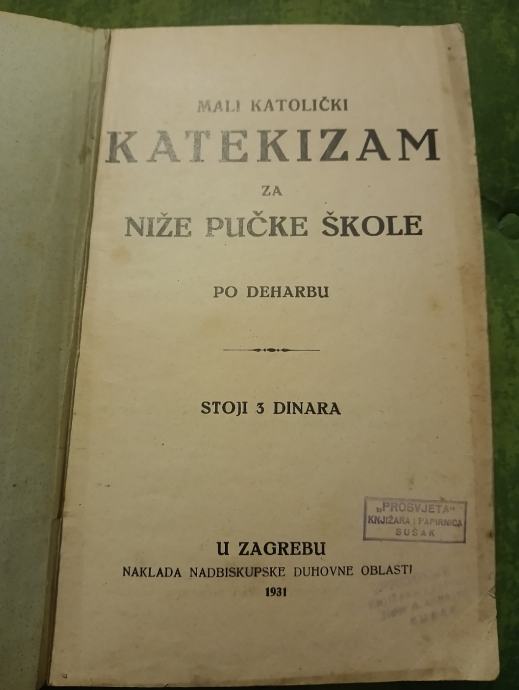 MALI KATOLIČKI
KATEKIZAM
ZA
NIŽE PUČKE ŠKOLE
PO DEHARBU
STOJI 3 DINARA
„PROSVJETA“
KNJIŽARA I PAPIRNICA
SUŠAK
U ZAGREBU
NAKLADA NADBISKUPSKE DUHOVNE OBLASTI
1931